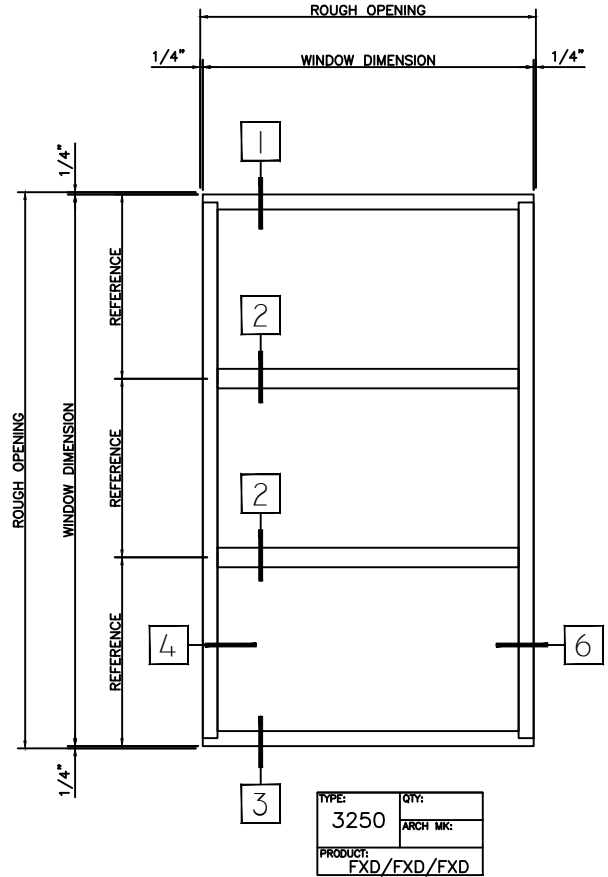 ROUGH OPENING
1/4" WINDOW DIMENSION 1/4"
1
1/4"
REFERENCE
2
ROUGH OPENING
WINDOW DIMENSION
REFERENCE
2
4
6
REFERENCE
1/4"
3
TYPE: QTY:
3250
ARCH MK:
PRODUCT:
FXD/FXD/FXD